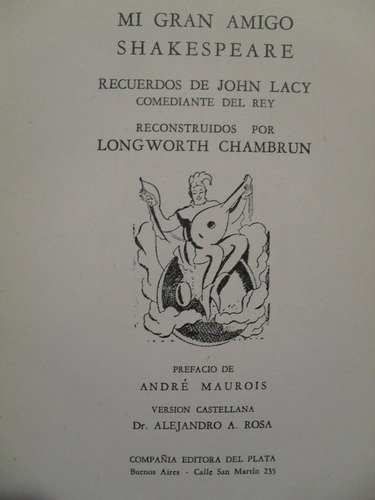 MI GRAN AMIGO
SHAKESPEARE
RECUERDOS DE JOHN LACY
COMEDIANTE DEL REY
RECONSTRUIDOS POR
LONGWORTH CHAMBRUN
PREFACIO DE
ANDRÉ MAUROIS
VERSION CASTELLANA
Dr. ALEJANDRO A. ROSA
COMPAÑIA EDITORA DEL PLATA
Buenos Aires - Calle San Martín 235